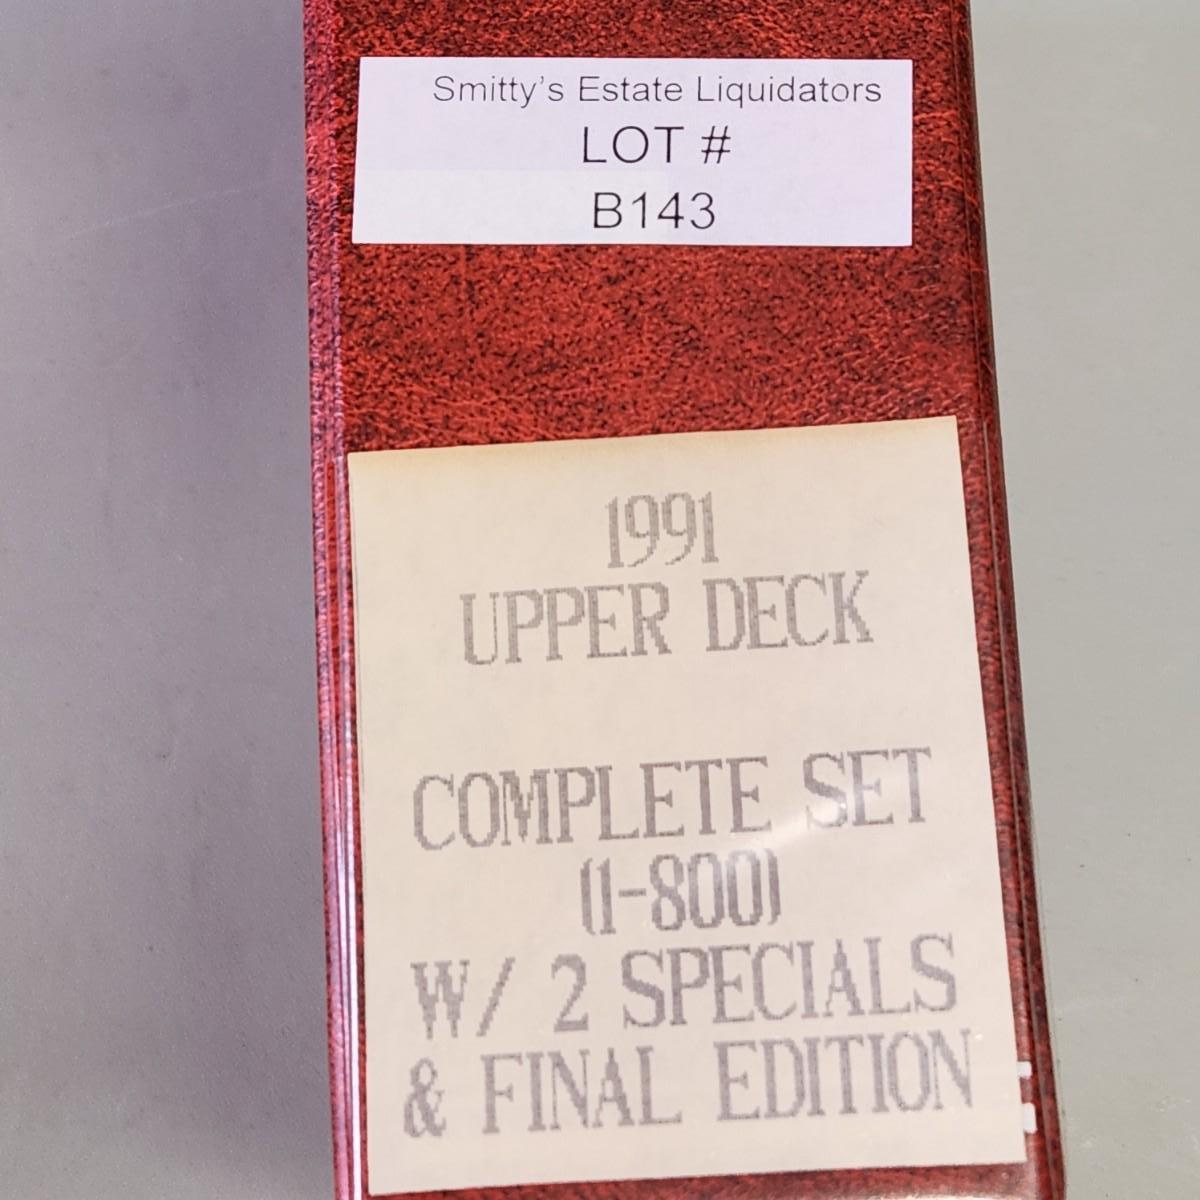 Smitty's Estate Liquidators
LOT #
B143
1991
UPPER DECK
COMPLETE SET
(1-800)
W/ 2 SPECIALS
& FINAL EDITION